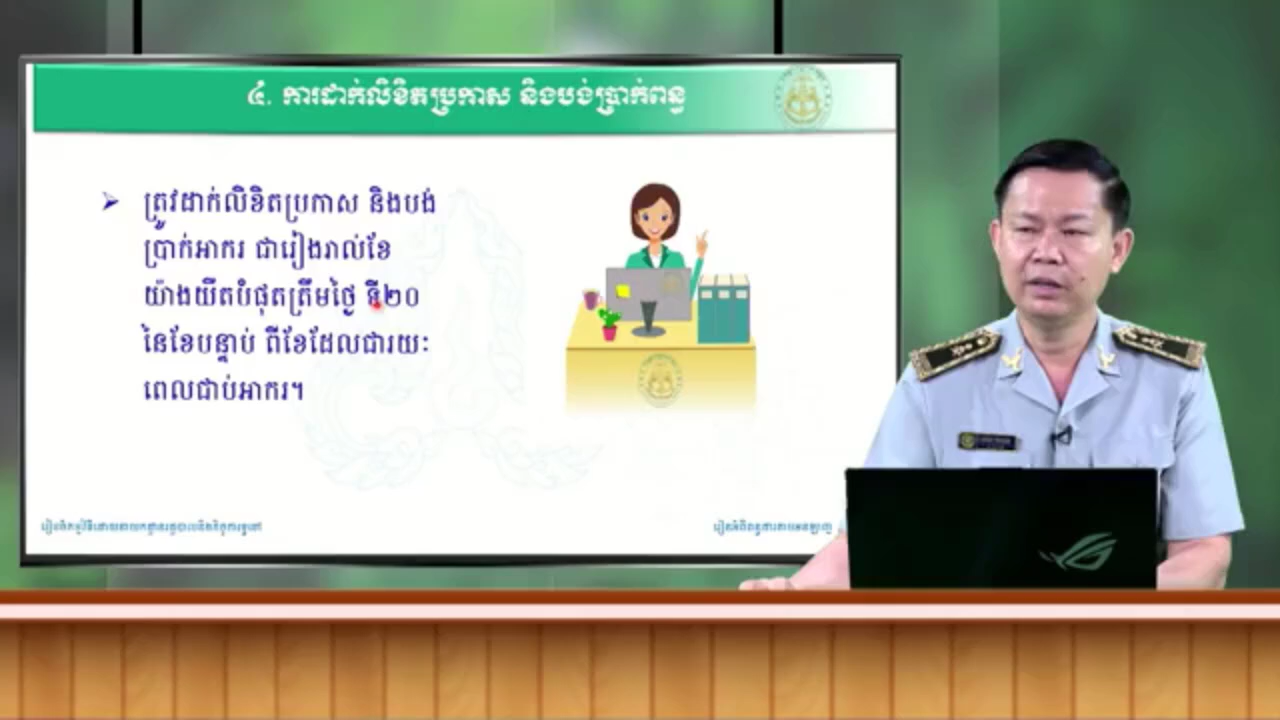 ៤. ការដាក់លិខិតប្រកាស និងបង់ប្រាក់ពន្ធ
ត្រូវដាក់លិខិតប្រកាស និងបង់
ប្រាក់អាករ ជារៀងរាល់ខែ
យ៉ាងយឺតបំផុតត្រឹមថ្ងៃ ទី២០
នៃខែបន្ទាប់ ពីខែដែលជារយៈ
ពេលជាប់អាករ។